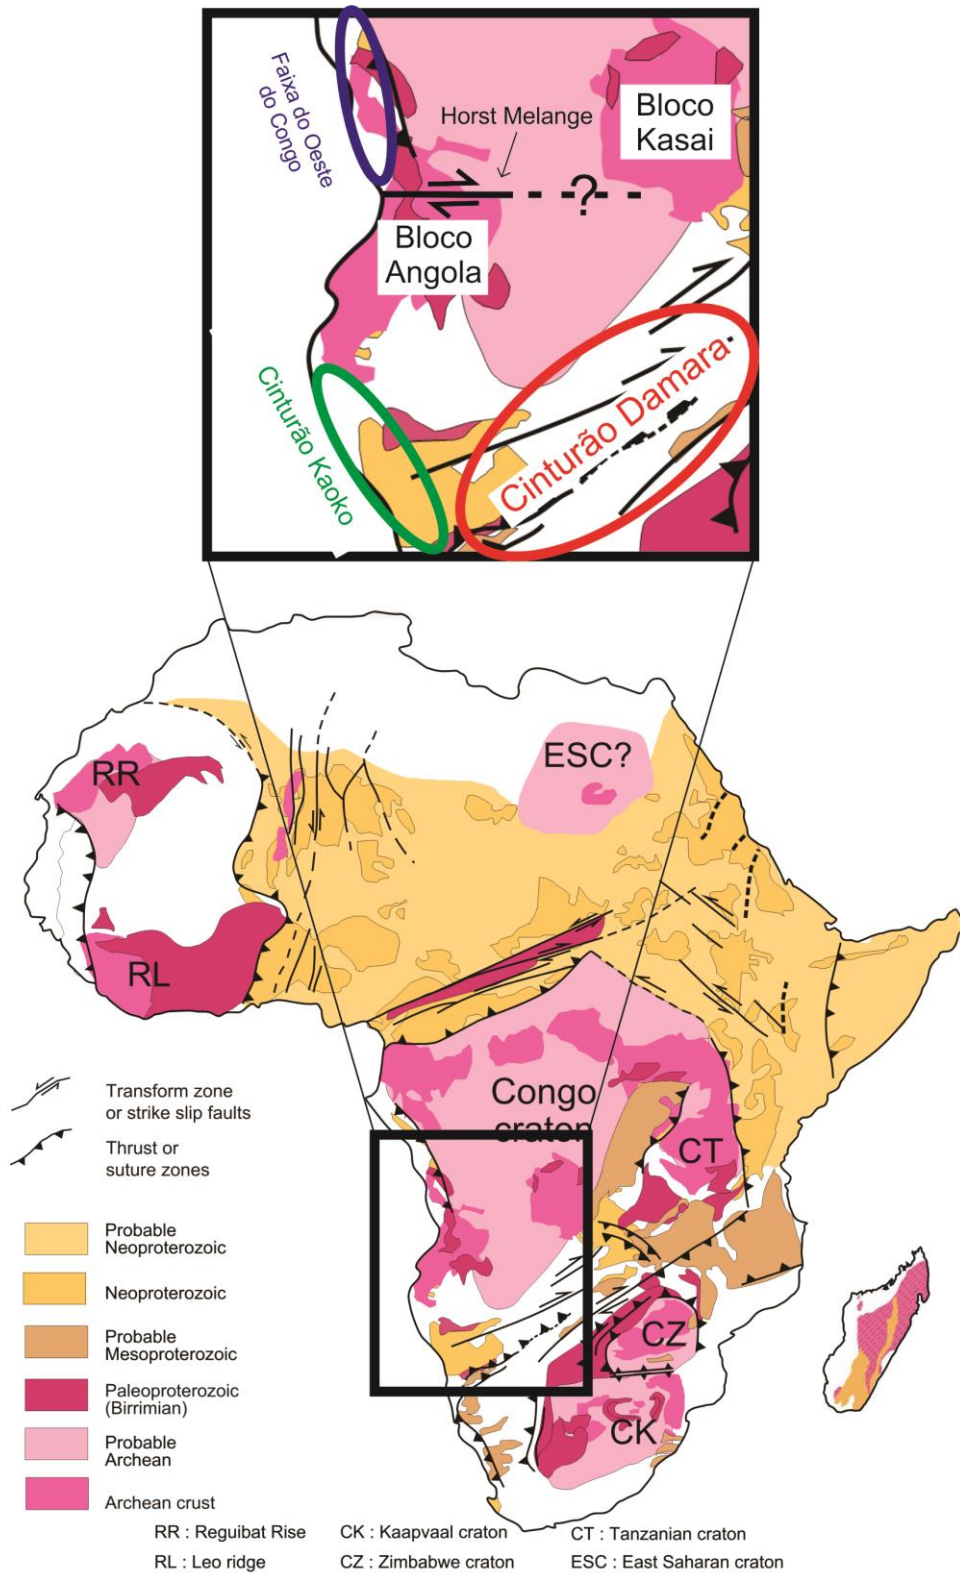 Faixa do Oeste
do Congo
Horst Melange
Bloco
Kasai
?
Bloco
Angola
Cinturão Kaoko
Cinturão Damara
RR
ESC?
RL
Congo
craton
CT
CZ
CK
Transform zone
or strike slip faults
Thrust or
suture zones
Probable
Neoproterozoic
Neoproterozoic
Probable
Mesoproterozoic
Paleoproterozoic
(Birrimian)
Probable
Archean
Archean crust
RR : Reguibat Rise CK : Kaapvaal craton CT : Tanzanian craton
RL : Leo ridge CZ : Zimbabwe craton ESC : East Saharan craton